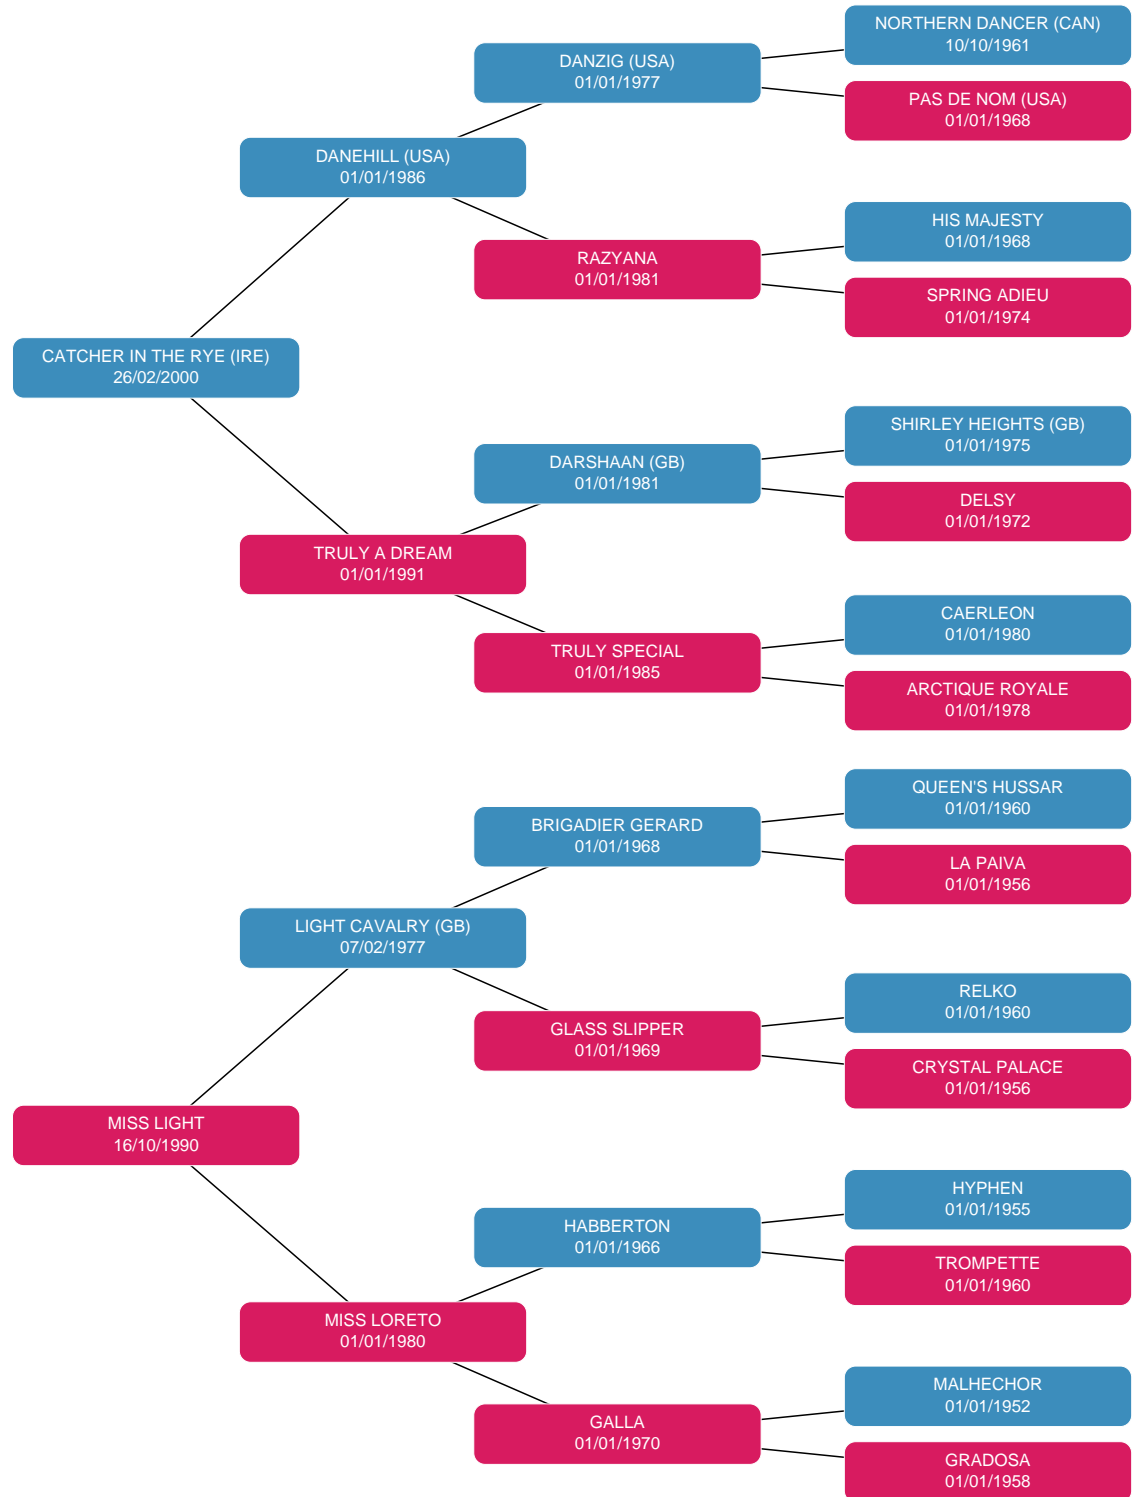 NORTHERN DANCER (CAN)
10/10/1961
DANZIG (USA)
01/01/1977
PAS DE NOM (USA)
01/01/1968
DANEHILL (USA)
01/01/1986
HIS MAJESTY
01/01/1968
RAZYANA
01/01/1981
SPRING ADIEU
01/01/1974
CATCHER IN THE RYE (IRE)
26/02/2000
SHIRLEY HEIGHTS (GB)
01/01/1975
DARSHAAN (GB)
01/01/1981
DELSY
01/01/1972
TRULY A DREAM
01/01/1991
CAERLEON
01/01/1980
TRULY SPECIAL
01/01/1985
ARCTIQUE ROYALE
01/01/1978
QUEEN'S HUSSAR
01/01/1960
BRIGADIER GERARD
01/01/1968
LA PAIVA
01/01/1956
LIGHT CAVALRY (GB)
07/02/1977
RELKO
01/01/1960
GLASS SLIPPER
01/01/1969
CRYSTAL PALACE
01/01/1956
MISS LIGHT
16/10/1990
HYPHEN
01/01/1955
HABBERTON
01/01/1966
TROMPETTE
01/01/1960
MISS LORETO
01/01/1980
MALHECHOR
01/01/1952
GALLA
01/01/1970
GRADOSA
01/01/1958